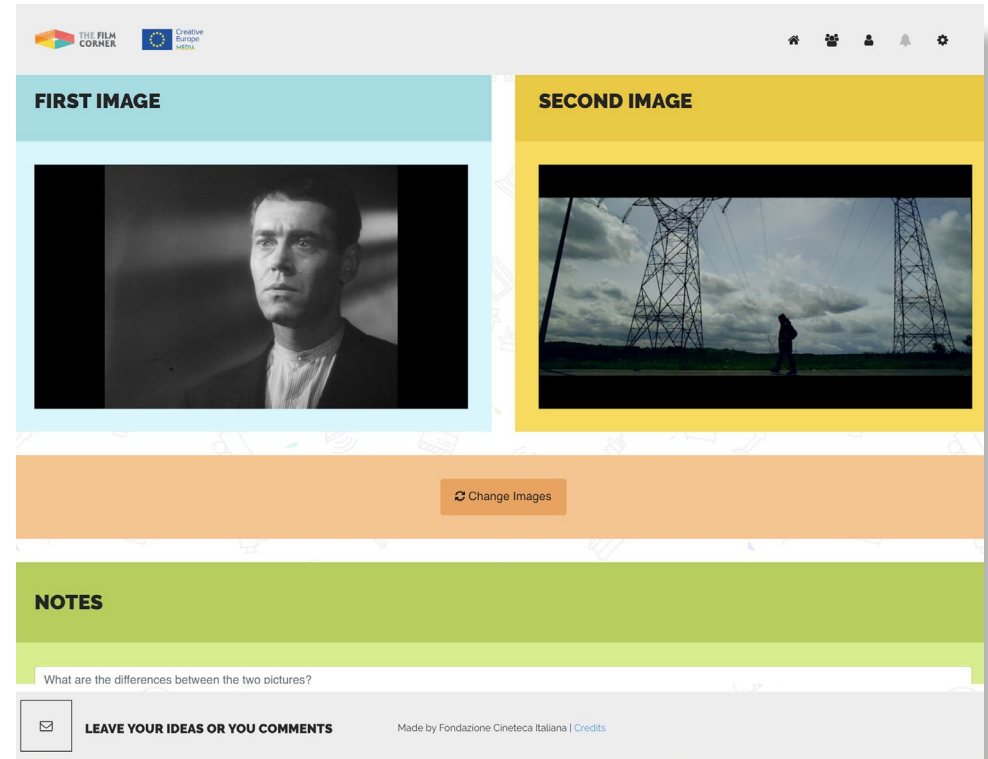 THE FILM
CORNER
Creative
Europe
MEDIA
FIRST IMAGE
SECOND IMAGE
Change Images
NOTES
What are the differences between the two pictures?
LEAVE YOUR IDEAS OR YOU COMMENTS
Made by Fondazione Cineteca Italiana | Credits